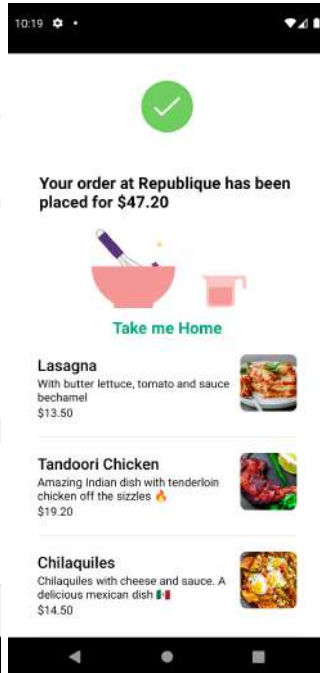 10:19
Your order at Republique has been
placed for $47.20
Take me Home
Lasagna
With butter lettuce, tomato and sauce
bechamel
$13.50
Tandoori Chicken
Amazing Indian dish with tenderloin
chicken off the sizzles 🔥
$19.20
Chilaquiles
Chilaquiles with cheese and sauce. A
delicious mexican dish 🇲🇽
$14.50